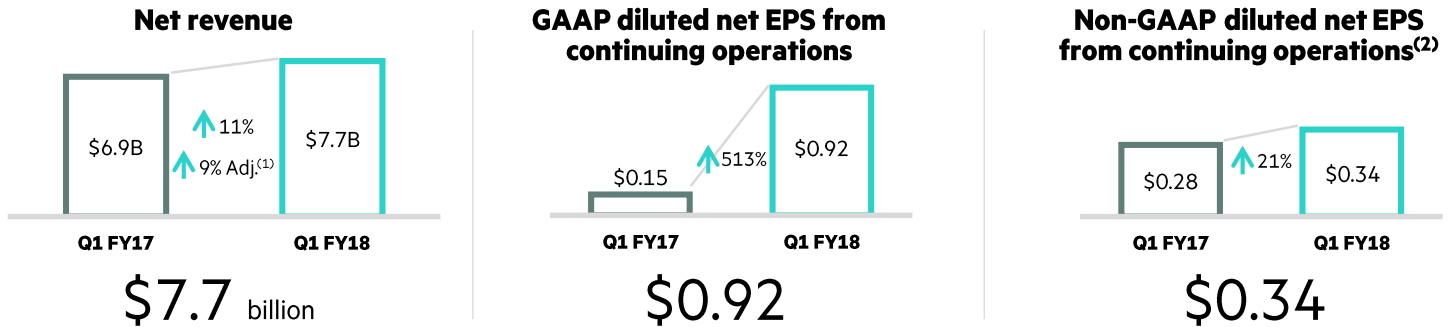 Net revenue
$6.9B
11%
9% Adj.(1)
$7.7B
Q1 FY17
Q1 FY18
$7.7 billion
GAAP diluted net EPS from
continuing operations
$0.15
513%
$0.92
Q1 FY17
Q1 FY18
$0.92
Non-GAAP diluted net EPS
from continuing operations(2)
$0.28
21%
$0.34
Q1 FY17
Q1 FY18
$0.34